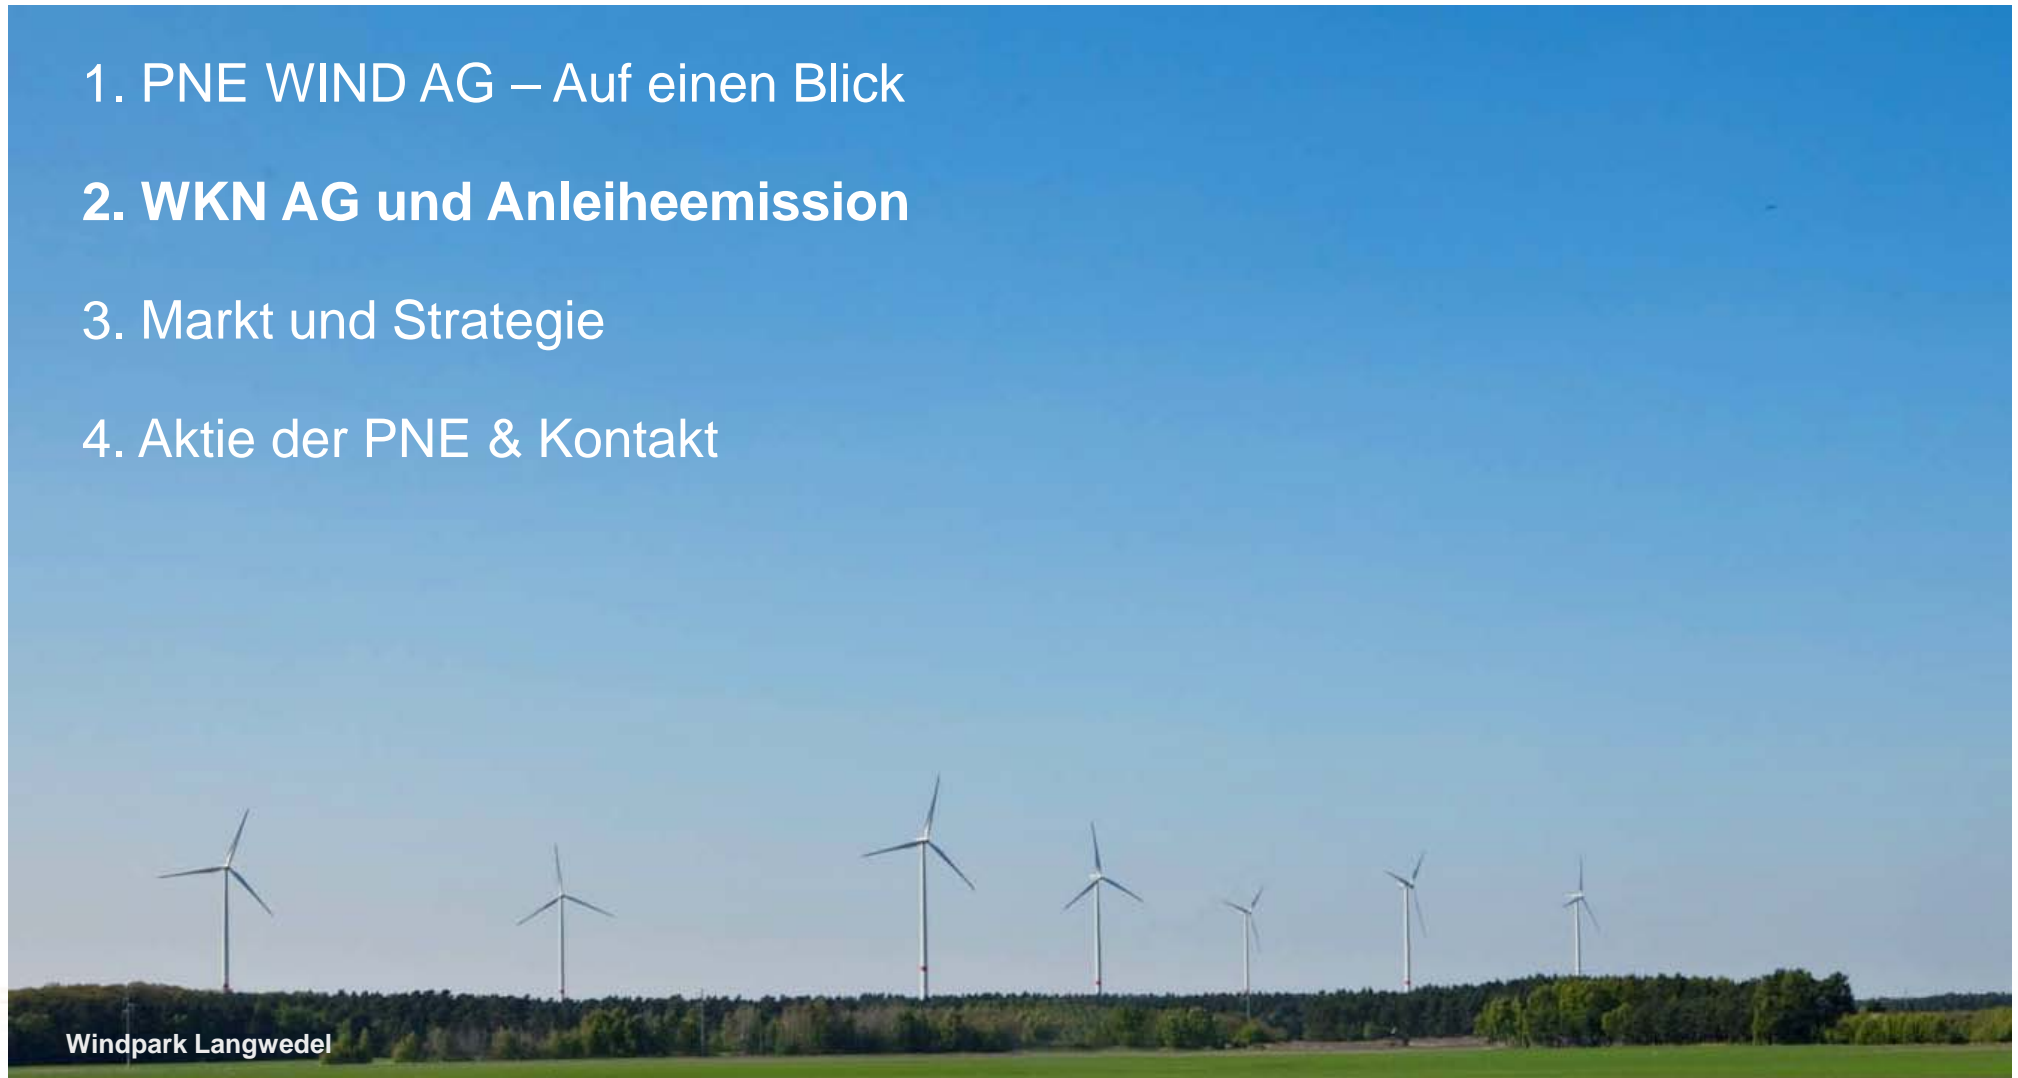 1. PNE WIND AG – Auf einen Blick
2. WKN AG und Anleiheemission
3. Markt und Strategie
4. Aktie der PNE & Kontakt
Windpark Langwedel